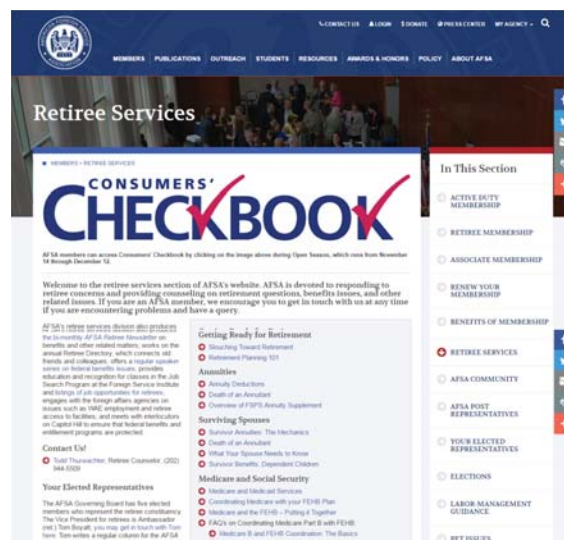 CONTACT US LOGIN DONATE PRESS CENTER MY AGENCY
MEMBERS PUBLICATIONS OUTREACH STUDENTS RESOURCES AWARDS & HONORS POLICY ABOUT AFSA
Retiree Services
MEMBERS > RETIREE SERVICES
CONSUMERS'
CHECKBOOK
AFSA members can access Consumers' Checkbook by clicking on the image above during Open Season, which runs from November
14 through December 12.
Welcome to the retiree services section of AFSA's website. AFSA is devoted to responding to
retiree concerns and providing counseling on retirement questions, benefits issues, and other
related issues. If you are an AFSA member, we encourage you to get in touch with us at any time
if you are encountering problems and have a query.
AFSA's retiree services division also produces
the bi-monthly AFSA Retiree Newsletter on
benefits and other related matters; works on the
annual Retiree Directory, which connects old
friends and colleagues; offers a regular speaker
series on federal benefits issues; provides
education and recognition for classes in the Job
Search Program at the Foreign Service Institute
and listings of job opportunities for retirees;
engages with the foreign affairs agencies on
issues such as WAE employment and retiree
access to facilities; and meets with interlocutors
on Capitol Hill to ensure that federal benefits and
entitlement programs are protected.
Contact Us!
Todd Thurwachter, Retiree Counselor, (202)
944-5509
Your Elected Representatives
The AFSA Governing Board has five elected
members who represent the retiree constituency.
The Vice President for retirees is Ambassador
(ret.) Tom Boyatt; you may get in touch with Tom
here. Tom writes a regular column for the AFSA
Getting Ready for Retirement
Slouching Toward Retirement
Retirement Planning 101
Annuities
Annuity Deductions
Death of an Annuitant
Overview of FSPS Annuity Supplement
Surviving Spouses
Survivor Annuities: The Mechanics
Death of an Annuitant
What Your Spouse Needs to Know
Survivor Benefits: Dependent Children
Medicare and Social Security
Medicare and Medicaid Services
Coordinating Medicare with your FEHB Plan
Medicare and the FEHB – Putting it Together
FAQ's on Coordinating Medicare Part B with FEHB
Medicare B and FEHB Coordination: The Basics
In This Section
ACTIVE DUTY
MEMBERSHIP
RETIREE MEMBERSHIP
ASSOCIATE MEMBERSHIP
RENEW YOUR
MEMBERSHIP
BENEFITS OF MEMBERSHIP
RETIREE SERVICES
AFSA COMMUNITY
AFSA POST
REPRESENTATIVES
YOUR ELECTED
REPRESENTATIVES
ELECTIONS
LABOR MANAGEMENT
GUIDANCE
PET ISSUES